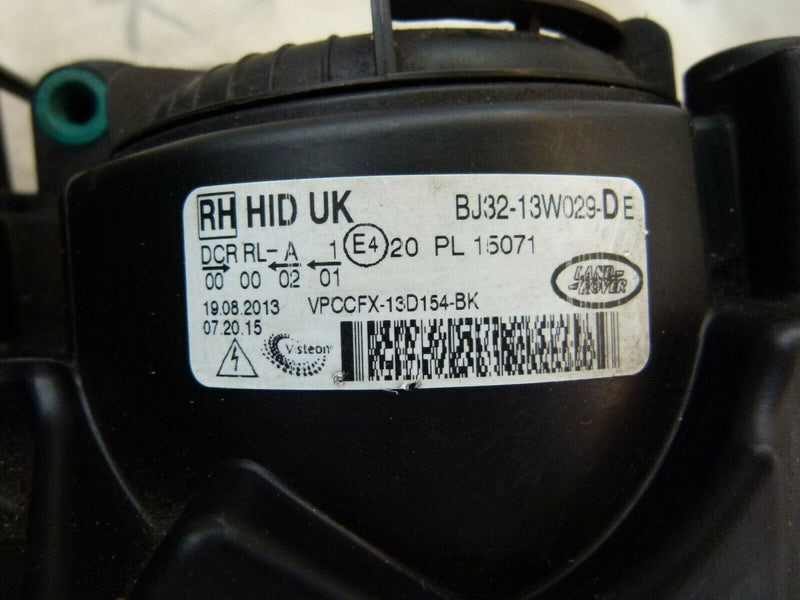 RH HID UK BJ32-13W029-D E
DCR RL- A 1 E4 20 PL 15071
00 00 02 01
LAND-
-ROVER
19.08.2013 VPCCFX-13D154-BK
07.20.15
Visteon